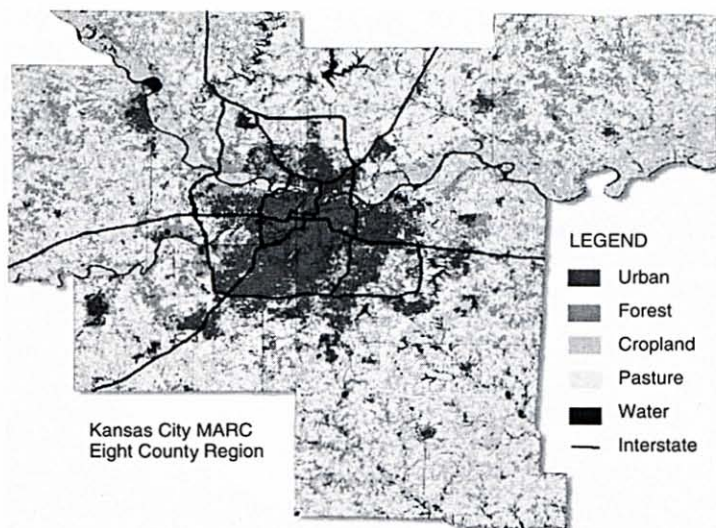 LEGEND
Urban
Forest
Cropland
Pasture
Water
Interstate
Kansas City MARC
Eight County Region